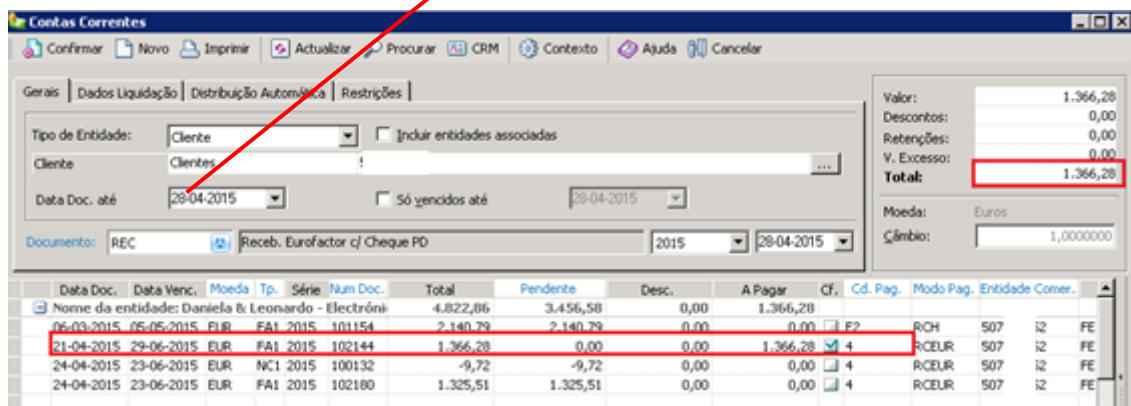 Contas Correntes
Confirmar Novo Imprimir Actualizar Procurar CRM Contexto Ajuda Cancelar
Gerais Dados Liquidação Distribuição Automática Restrições
Tipo de Entidade: Cliente Incluir entidades associadas
Cliente Clientes ...
Data Doc. até 28-04-2015 Só vencidos até 28-04-2015
Documento: REC Receb. Eurofactor c/ Cheque PD 2015 28-04-2015
Valor: 1.366,28
Descontos: 0,00
Retenções: 0,00
V. Excesso: 0,00
Total: 1.366,28
Moeda: Euros
Câmbio: 1,0000000
Data Doc. Data Venc. Moeda Tp. Série Num Doc. Total Pendente Desc. A Pagar Cf. Cd. Pag. Modo Pag. Entidade Comer.
Nome da entidade: Daniela & Leonardo - Electróni 4.822,86 3.456,58 0,00 1.366,28
06-03-2015 05-05-2015 EUR FA1 2015 101154 2.140,79 2.140,79 0,00 0,00 F2 RCH 507 52 FE
21-04-2015 29-06-2015 EUR FA1 2015 102144 1.366,28 0,00 0,00 1.366,28 4 RCEUR 507 52 FE
24-04-2015 23-06-2015 EUR NC1 2015 100132 -9,72 -9,72 0,00 0,00 4 RCEUR 507 52 FE
24-04-2015 23-06-2015 EUR FA1 2015 102180 1.325,51 1.325,51 0,00 0,00 4 RCEUR 507 52 FE